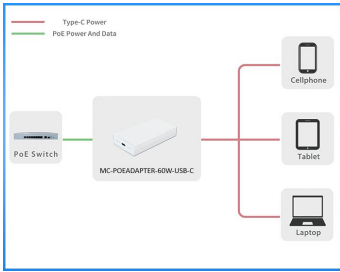 Type-C Power
PoE Power And Data
Cellphone
PoE Switch
MC-POEADAPTER-60W-USB-C
Tablet
Laptop